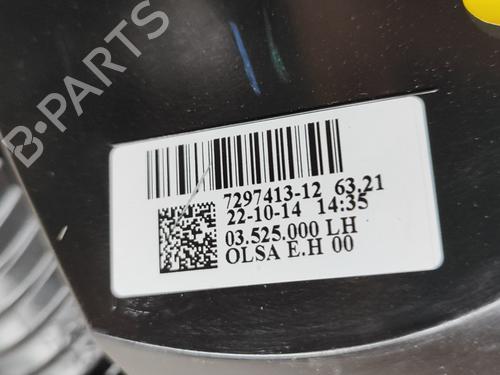 B-PARTS
7297413-12 63.21
22-10-14 14:35
03.525.000 LH
OLSA E.H 00